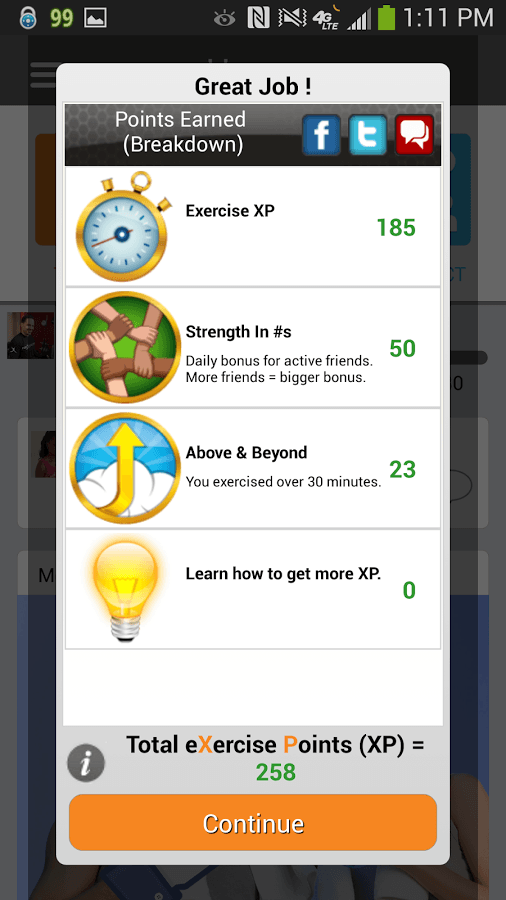 99
4G LTE
1:11 PM
Great Job !
Points Earned
(Breakdown)
Exercise XP
185
Strength In #s
50
Daily bonus for active friends.
More friends = bigger bonus.
CT
0
Above & Beyond
23
You exercised over 30 minutes.
Learn how to get more XP.
0
M
i
Total eXercise Points (XP) =
258
Continue